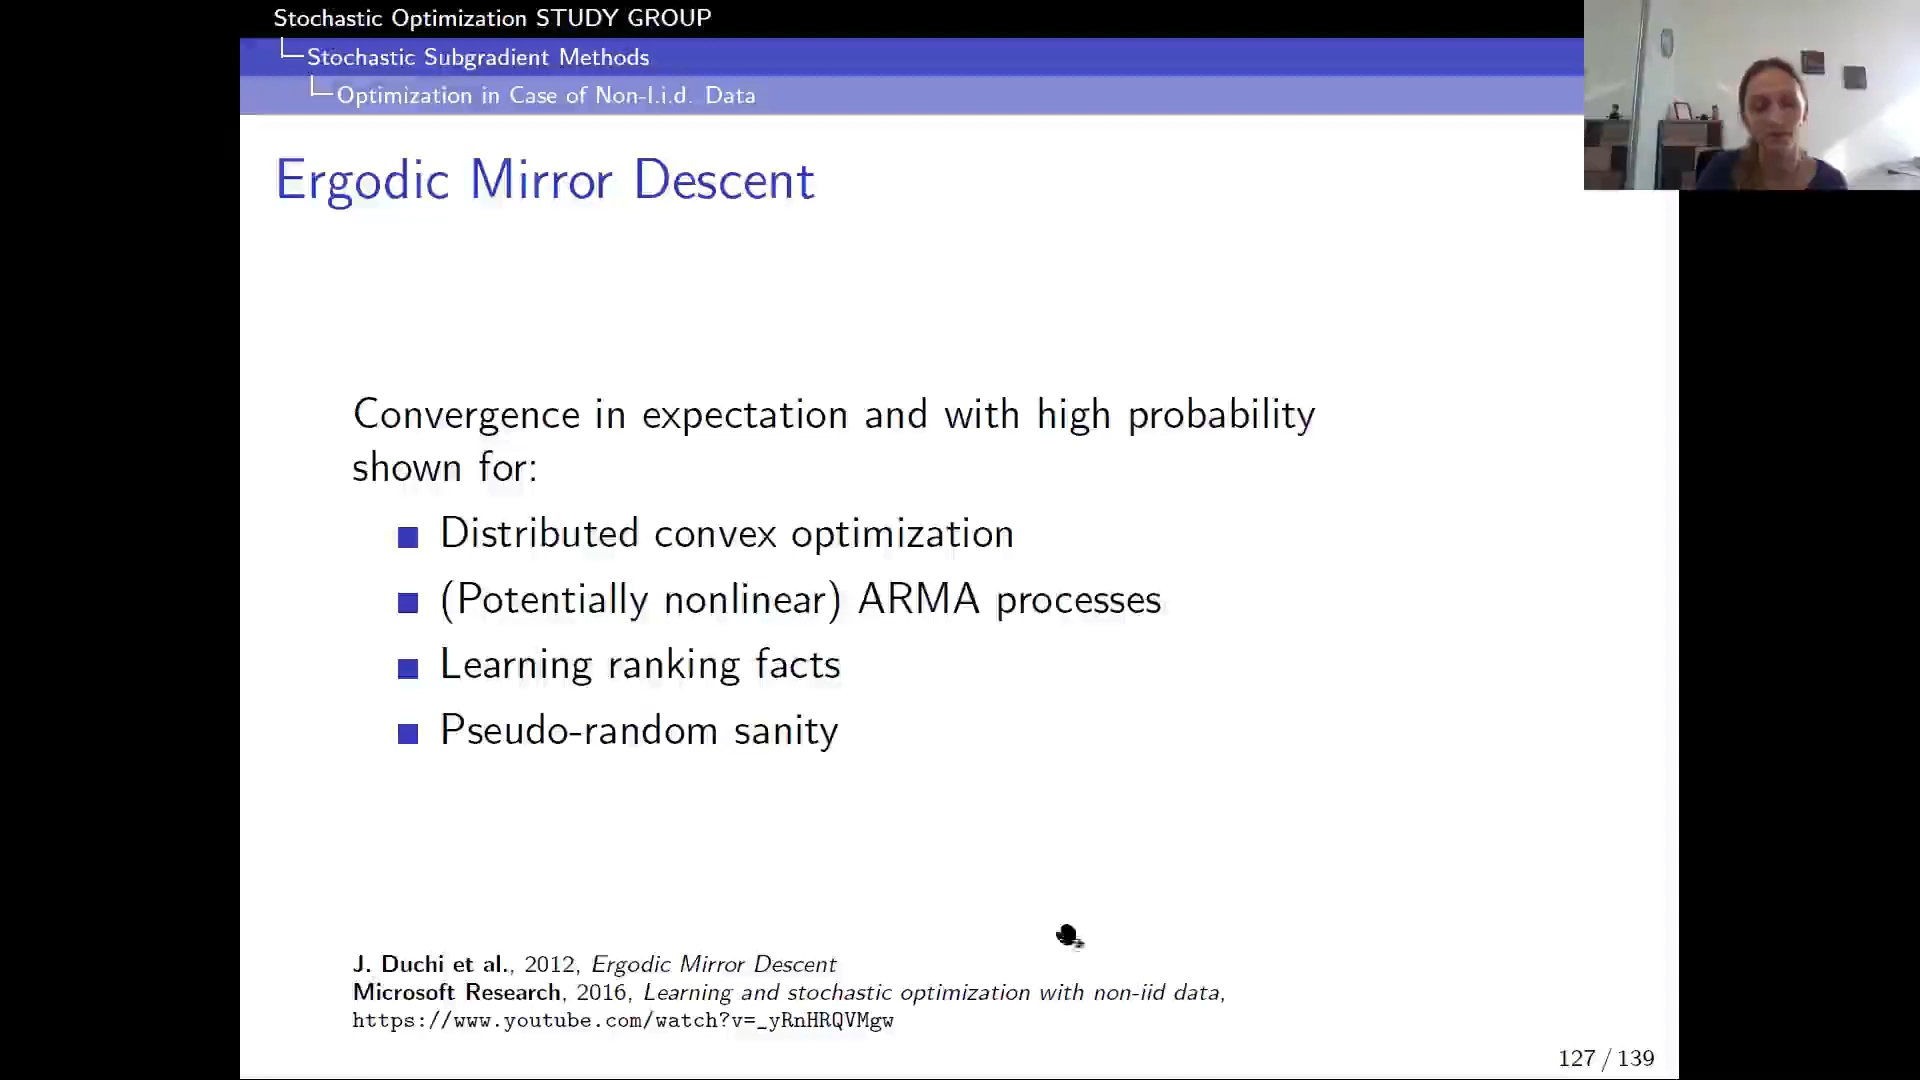 Stochastic Optimization STUDY GROUP
Stochastic Subgradient Methods
Optimization in Case of Non-I.i.d. Data
Ergodic Mirror Descent
Convergence in expectation and with high probability
shown for:
Distributed convex optimization
(Potentially nonlinear) ARMA processes
Learning ranking facts
Pseudo-random sanity
J. Duchi et al., 2012, Ergodic Mirror Descent
Microsoft Research, 2016, Learning and stochastic optimization with non-iid data,
https://www.youtube.com/watch?v=_yRnHRQVMgw
127 / 139